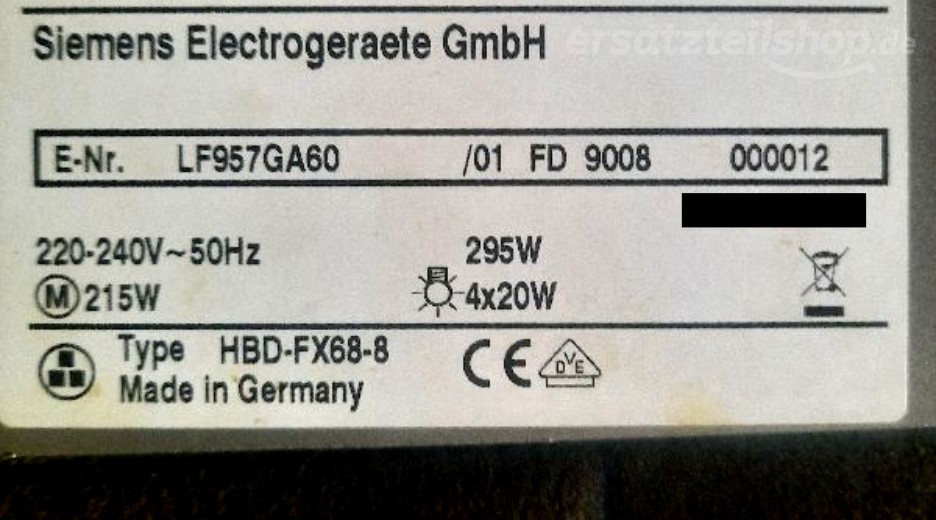 ersatzteilshop.de
Siemens Electrogeraete GmbH
E-Nr. LF957GA60 /01 FD 9008 000012
220-240V~50Hz 295W
M 215W 4x20W
Type HBD-FX68-8 CE DVE
Made in Germany